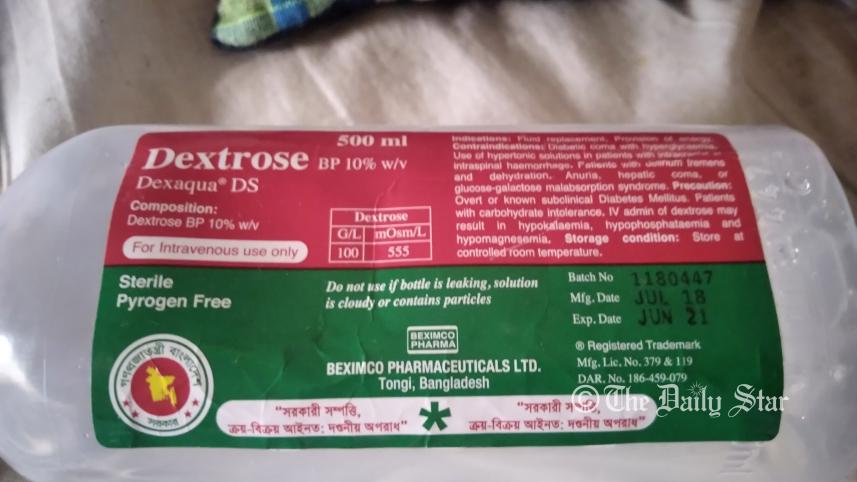 500 ml
Dextrose BP 10% w/v
Dexaqua® DS
Composition:
Dextrose BP 10% w/v
For Intravenous use only
Dextrose
G/L mOsm/L
100 555
Indications: Fluid replacement, Provision of energy.
Contraindications: Diabetic coma with hyperglycaemia.
Use of hypertonic solutions in patients with intracranial or
intraspinal haemorrhage. Patients with delirium tremens
and dehydration, Anuria, hepatic coma, or
glucose-galactose malabsorption syndrome. Precaution:
Overt or known subclinical Diabetes Mellitus. Patients
with carbohydrate intolerance. IV admin of dextrose may
result in hypokalaemia, hypophosphataemia and
hypomagnesemia. Storage condition: Store at
controlled room temperature.
Sterile
Pyrogen Free
Do not use if bottle is leaking, solution
is cloudy or contains particles
Batch No 1180447
Mfg. Date JUL 18
Exp. Date JUN 21
BEXIMCO
PHARMA
BEXIMCO PHARMACEUTICALS LTD.
Tongi, Bangladesh
® Registered Trademark
Mfg. Lic. No. 379 & 119
DAR. No. 186-459-079
গণপ্রজাতন্ত্রী বাংলাদেশ
সরকার
© The Daily Star
"সরকারী সম্পত্তি,
ক্রয়-বিক্রয় আইনত: দণ্ডনীয় অপরাধ"
"সরকারী সম্পত্তি,
ক্রয়-বিক্রয় আইনত: দণ্ডনীয় অপরাধ"